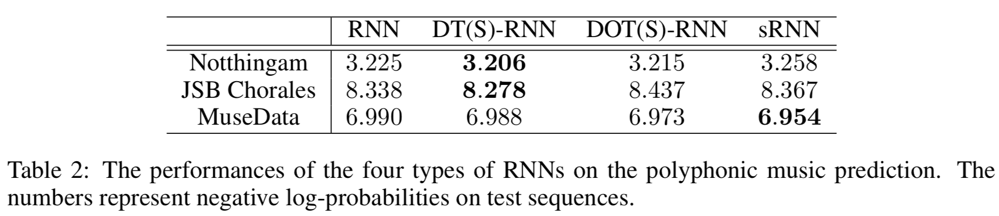 RNN DT(S)-RNN DOT(S)-RNN sRNN
Notthingam 3.225 3.206 3.215 3.258
JSB Chorales 8.338 8.278 8.437 8.367
MuseData 6.990 6.988 6.973 6.954
Table 2: The performances of the four types of RNNs on the polyphonic music prediction. The
numbers represent negative log-probabilities on test sequences.